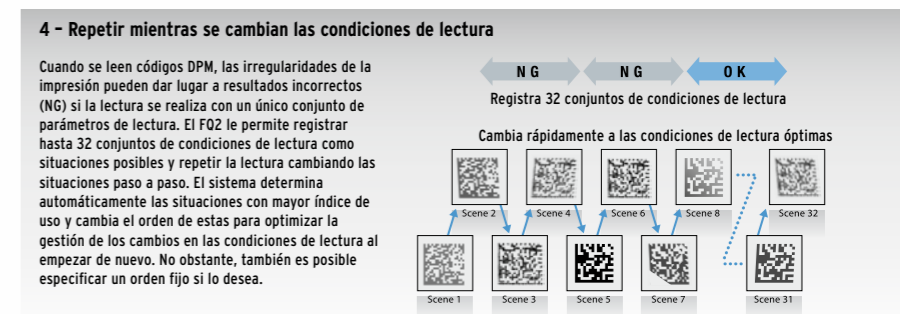 4 – Repetir mientras se cambian las condiciones de lectura
Cuando se leen códigos DPM, las irregularidades de la
impresión pueden dar lugar a resultados incorrectos
(NG) si la lectura se realiza con un único conjunto de
parámetros de lectura. El FQ2 le permite registrar
hasta 32 conjuntos de condiciones de lectura como
situaciones posibles y repetir la lectura cambiando las
situaciones paso a paso. El sistema determina
automáticamente las situaciones con mayor índice de
uso y cambia el orden de estas para optimizar la
gestión de los cambios en las condiciones de lectura al
empezar de nuevo. No obstante, también es posible
especificar un orden fijo si lo desea.
N G N G O K
Registra 32 conjuntos de condiciones de lectura
Cambia rápidamente a las condiciones de lectura óptimas
Scene 2 Scene 4 Scene 6 Scene 8 Scene 32
Scene 1 Scene 3 Scene 5 Scene 7 Scene 31